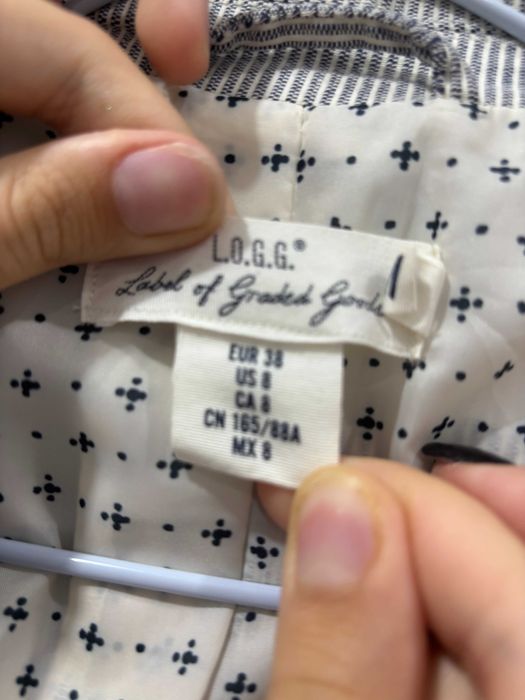 L.O.G.G.®
Label of Graded Goods
EUR 38
US 8
CA 8
CN 165/88A
MX 8